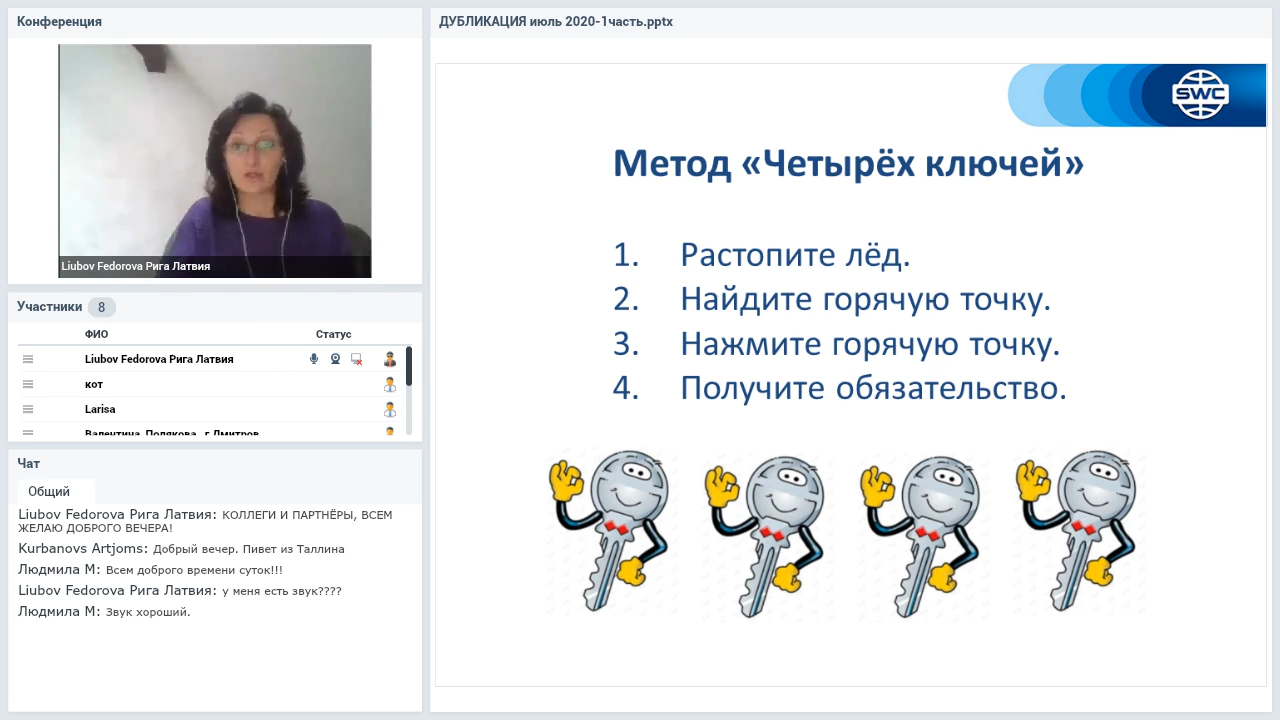 Конференция
Liubov Fedorova Рига Латвия
Участники 8
ФИО Статус
Liubov Fedorova Рига Латвия
кот
Larisa
Валентина Полякова г.Дмитров
Чат
Общий
Liubov Fedorova Рига Латвия: КОЛЛЕГИ И ПАРТНЁРЫ, ВСЕМ
ЖЕЛАЮ ДОБРОГО ВЕЧЕРА!
Kurbanovs Artjoms: Добрый вечер. Пивет из Таллина
Людмила М: Всем доброго времени суток!!!
Liubov Fedorova Рига Латвия: у меня есть звук????
Людмила М: Звук хороший.
ДУБЛИКАЦИЯ июль 2020-1часть.pptx
SWC
Метод «Четырёх ключей»
1. Растопите лёд.
2. Найдите горячую точку.
3. Нажмите горячую точку.
4. Получите обязательство.